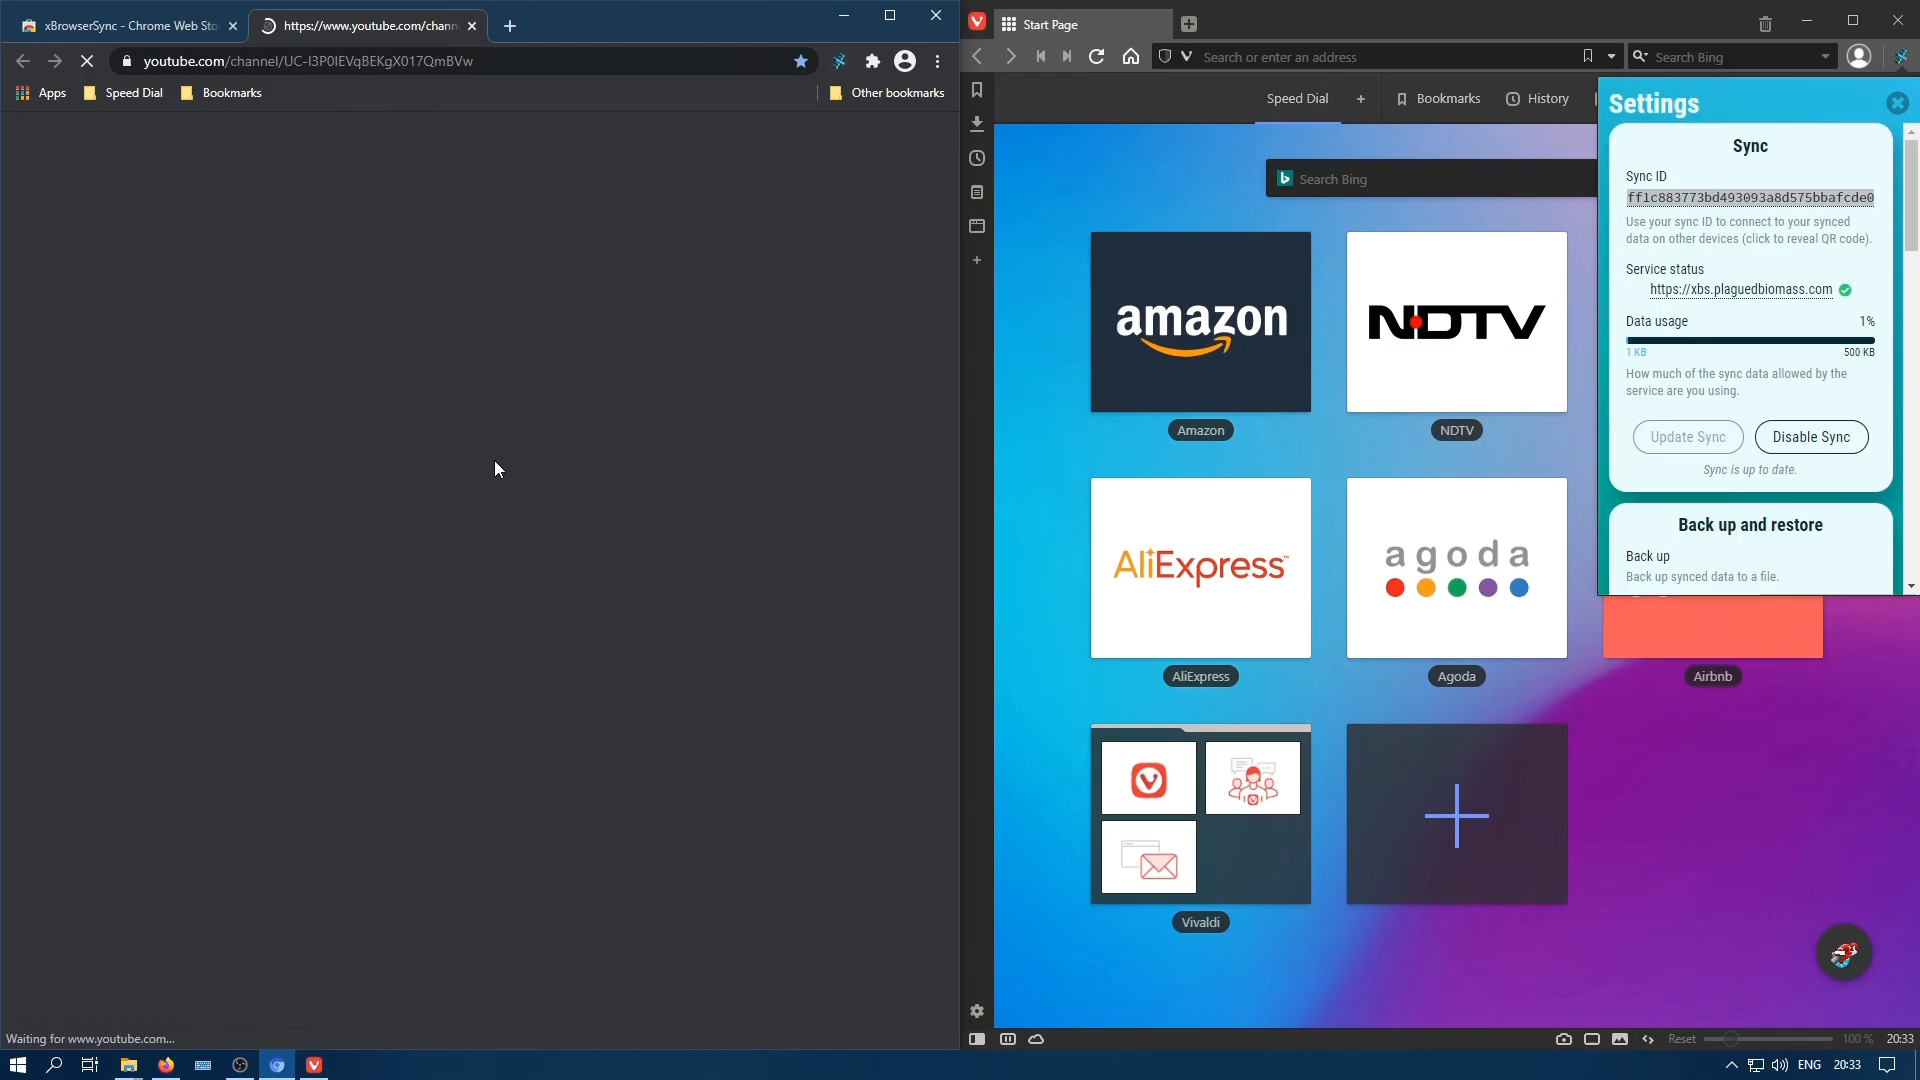 xBrowserSync - Chrome Web Sto
https://www.youtube.com/chann
youtube.com/channel/UC-I3P0lEVqBEKgX017QmBVw
Apps
Speed Dial
Bookmarks
Other bookmarks
Waiting for www.youtube.com...
Start Page
Search or enter an address
Search Bing
Speed Dial
Bookmarks
History
Search Bing
amazon
Amazon
NDTV
NDTV
AliExpress
AliExpress
agoda
Agoda
Airbnb
Vivaldi
Settings
Sync
Sync ID
ff1c883773bd493093a8d575bbafcde0
Use your sync ID to connect to your synced
data on other devices (click to reveal QR code).
Service status
https://xbs.plaguedbiomass.com
Data usage
1%
1 KB
500 KB
How much of the sync data allowed by the
service are you using.
Update Sync
Disable Sync
Sync is up to date.
Back up and restore
Back up
Back up synced data to a file.
Reset
100 %
20:33
ENG
20:33